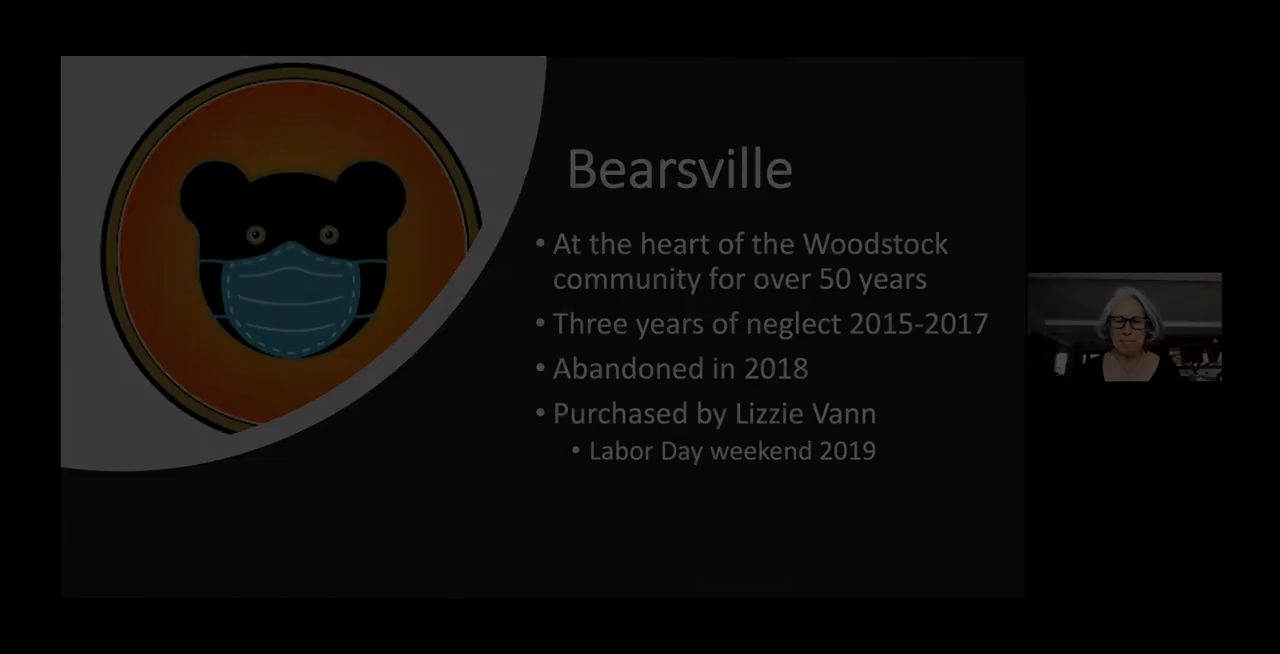 Bearsville
• At the heart of the Woodstock
community for over 50 years
• Three years of neglect 2015-2017
• Abandoned in 2018
• Purchased by Lizzie Vann
• Labor Day weekend 2019